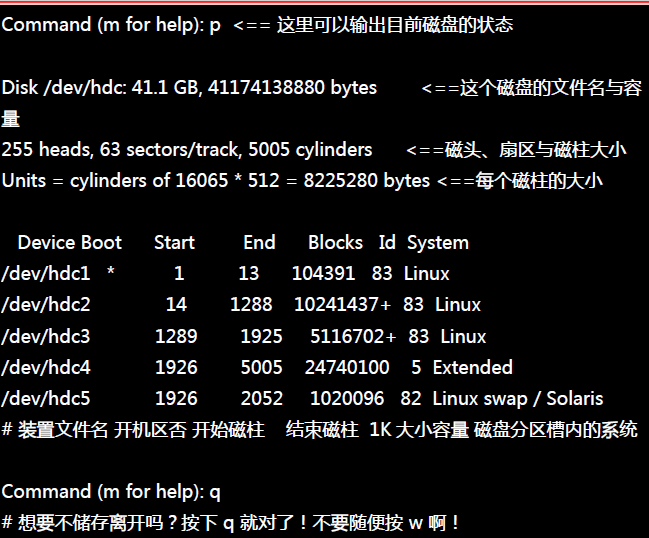 Command (m for help): p <== 这里可以输出目前磁盘的状态
Disk /dev/hdc: 41.1 GB, 41174138880 bytes <==这个磁盘的文件名与容
量
255 heads, 63 sectors/track, 5005 cylinders <==磁头、扇区与磁柱大小
Units = cylinders of 16065 * 512 = 8225280 bytes <==每个磁柱的大小
Device Boot Start End Blocks Id System
/dev/hdc1 * 1 13 104391 83 Linux
/dev/hdc2 14 1288 10241437+ 83 Linux
/dev/hdc3 1289 1925 5116702+ 83 Linux
/dev/hdc4 1926 5005 24740100 5 Extended
/dev/hdc5 1926 2052 1020096 82 Linux swap / Solaris
# 装置文件名 开机区否 开始磁柱 结束磁柱 1K 大小容量 磁盘分区槽内的系统
Command (m for help): q
# 想要不储存离开吗？按下 q 就对了！不要随便按 w 啊！